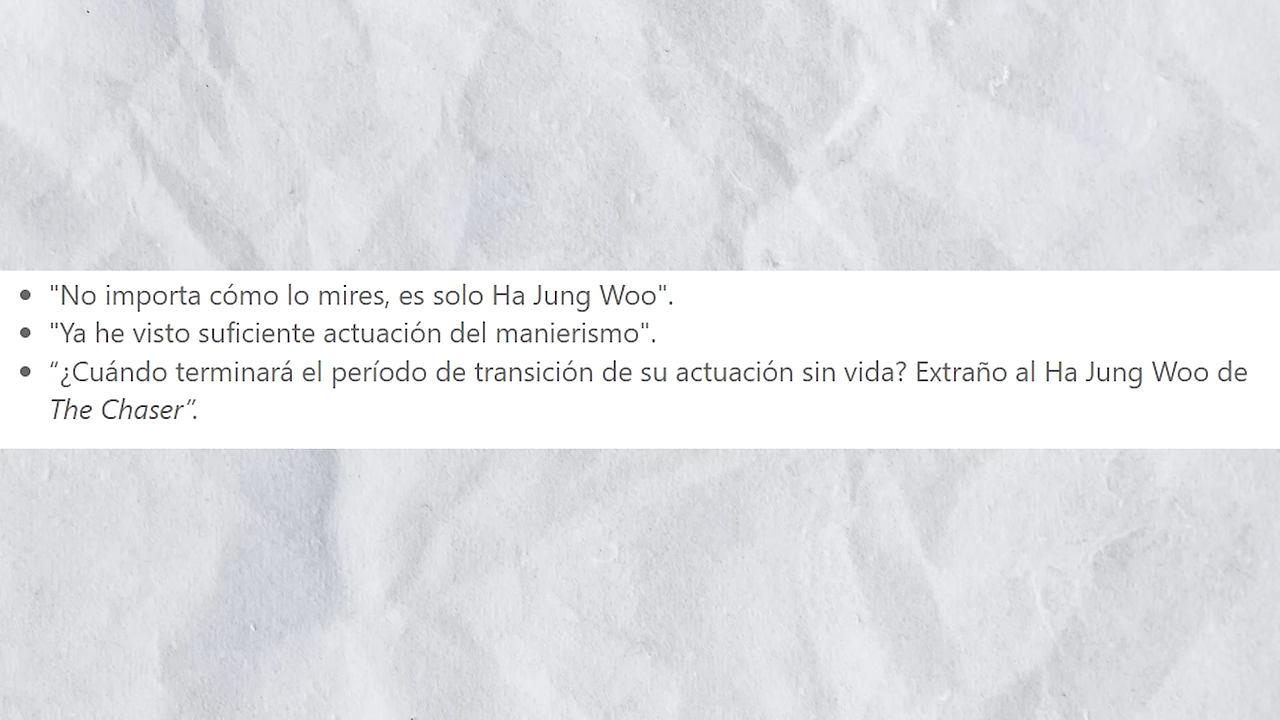 • "No importa cómo lo mires, es solo Ha Jung Woo".
• "Ya he visto suficiente actuación del manierismo".
• “¿Cuándo terminará el período de transición de su actuación sin vida? Extraño al Ha Jung Woo de
The Chaser”.